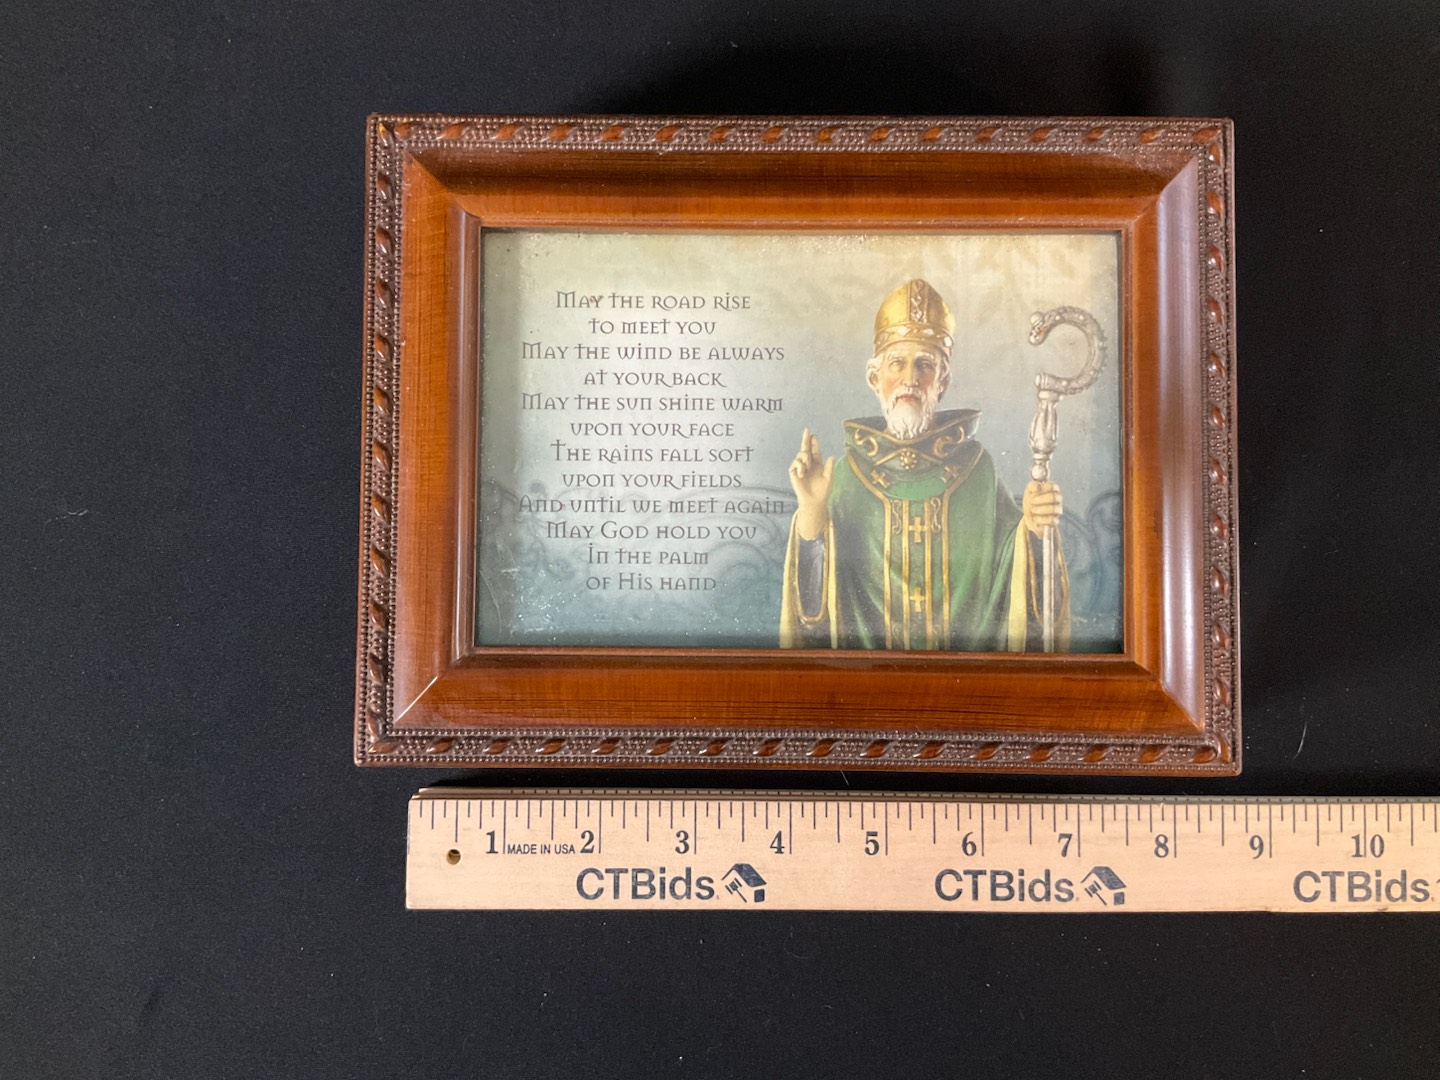 May the road rise
to meet you
May the wind be always
at your back
May the sun shine warm
upon your face
The rains fall soft
upon your fields
And until we meet again
May God hold you
In the palm
of His hand
1 MADE IN USA 2 3 4 5 6 7 8 9 10
CTBids CTBids CTBids